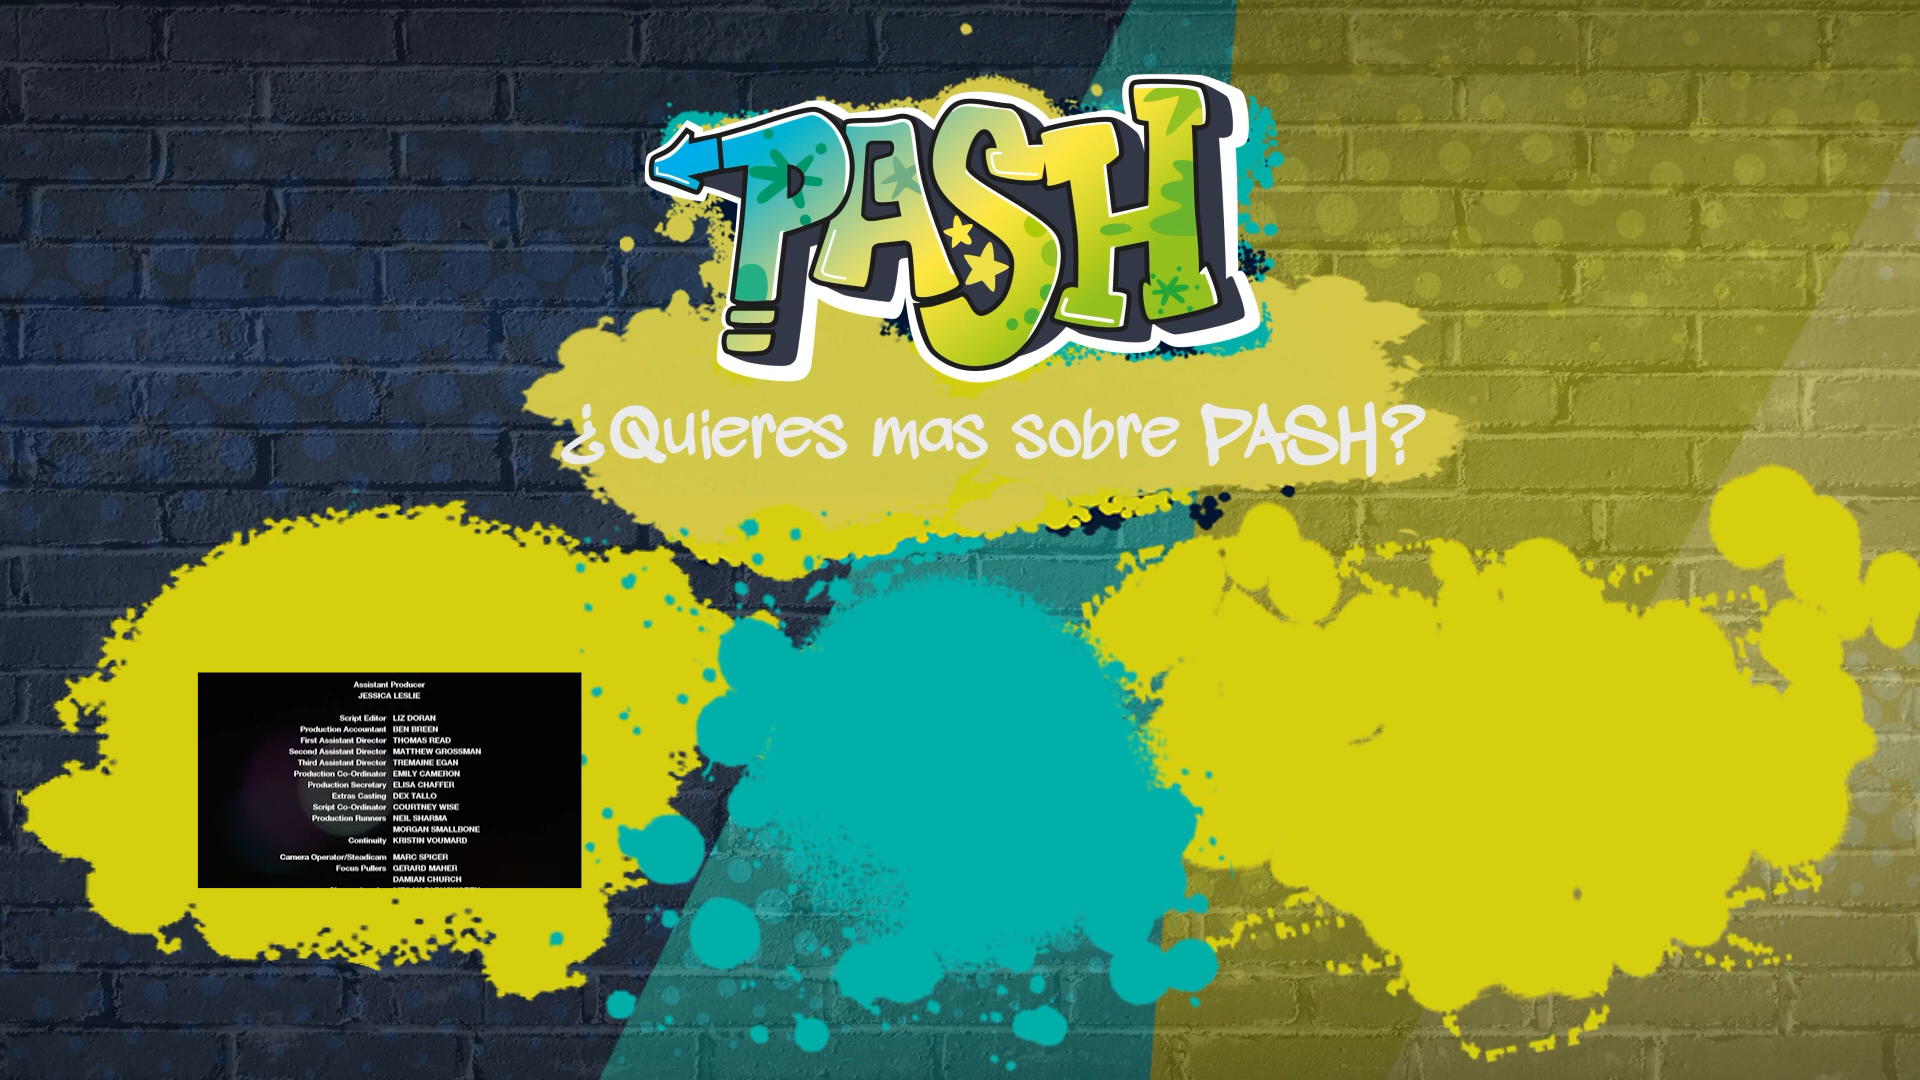 PASH
¿Quieres mas sobre PASH?
Assistant Producer
JESSICA LESLIE
Script Editor LIZ DORAN
Production Accountant BEN BREEN
First Assistant Director THOMAS READ
Second Assistant Director MATTHEW GROSSMAN
Third Assistant Director TREMAINE EGAN
Production Co-Ordinator EMILY CAMERON
Production Secretary ELISA CHAFFER
Extras Casting DEX TALLO
Script Co-Ordinator COURTNEY WISE
Production Runners NEIL SHARMA
MORGAN SMALLBONE
Continuity KRISTIN VOUMARD
Camera Operator/Steadicam MARC SPICER
Focus Pullers GERARD MAHER
DAMIAN CHURCH